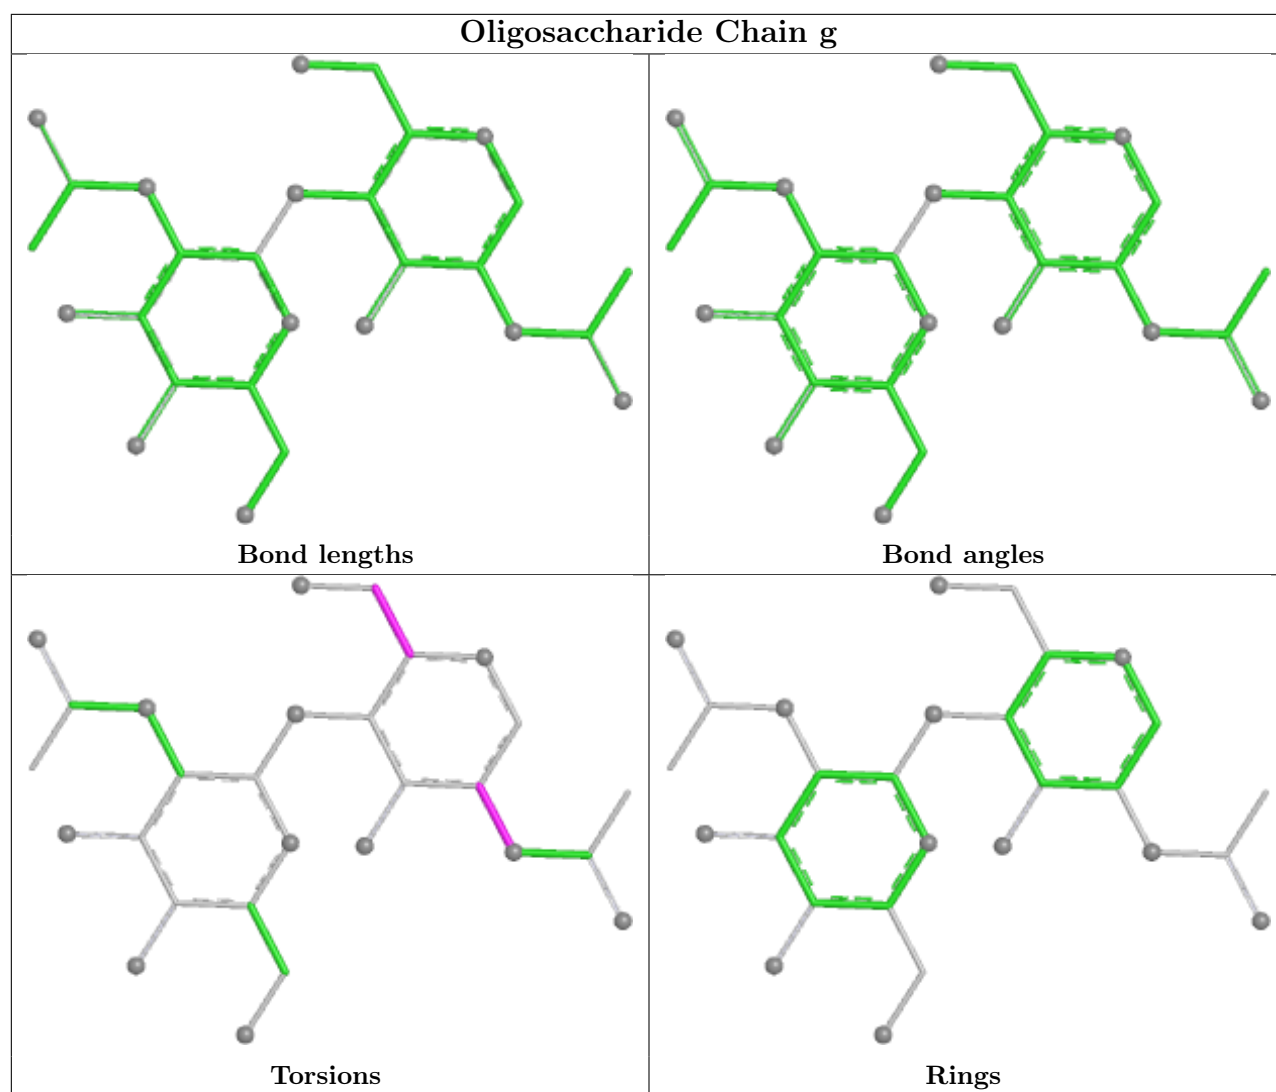 Oligosaccharide Chain g
Bond lengths
Bond angles
Torsions
Rings